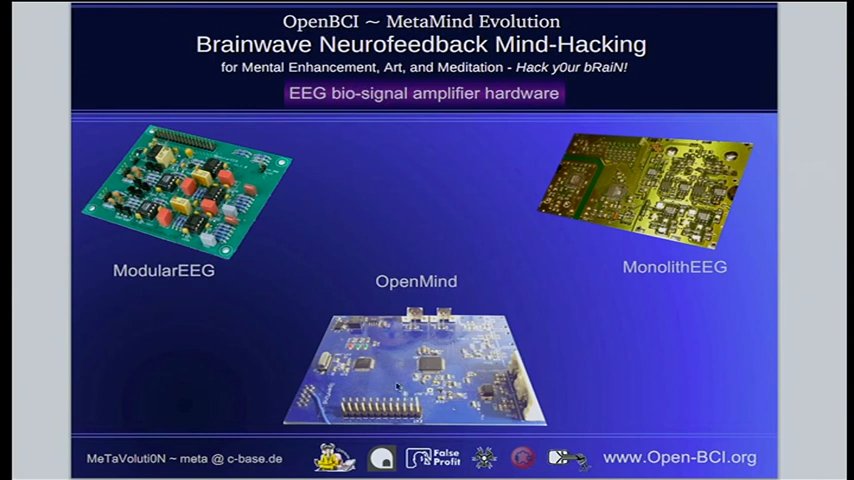 OpenBCI ~ MetaMind Evolution
Brainwave Neurofeedback Mind-Hacking
for Mental Enhancement, Art, and Meditation - Hack y0ur bRaiN!
EEG bio-signal amplifier hardware
ModularEEG
MonolithEEG
OpenMind
MeTaVoluti0N ~ meta @ c-base.de
False
Profit
www.Open-BCI.org